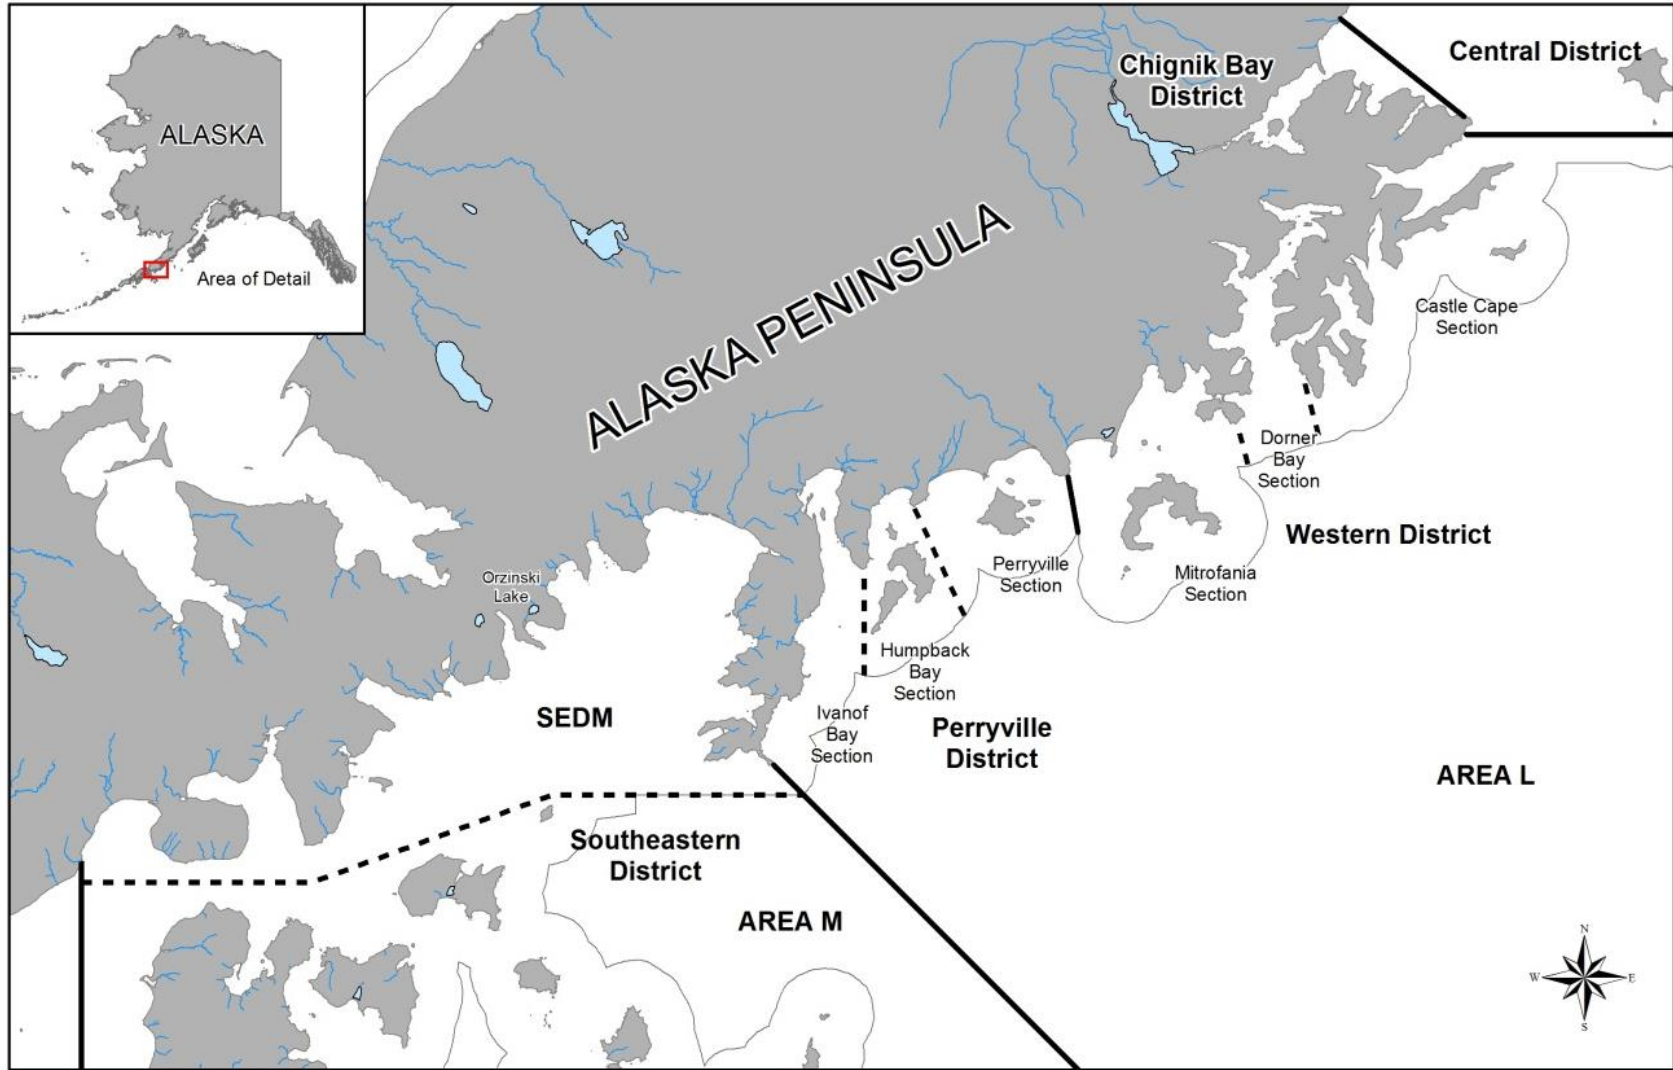 ALASKA
Area of Detail
Chignik Bay
District
Central District
ALASKA PENINSULA
Castle Cape
Section
Dorner
Bay
Section
Western District
Mitrofania
Section
Perryville
Section
Orzinski
Lake
Humpback
Bay
Section
Ivanof
Bay
Section
Perryville
District
SEDM
AREA L
Southeastern
District
AREA M
N
W
E
S